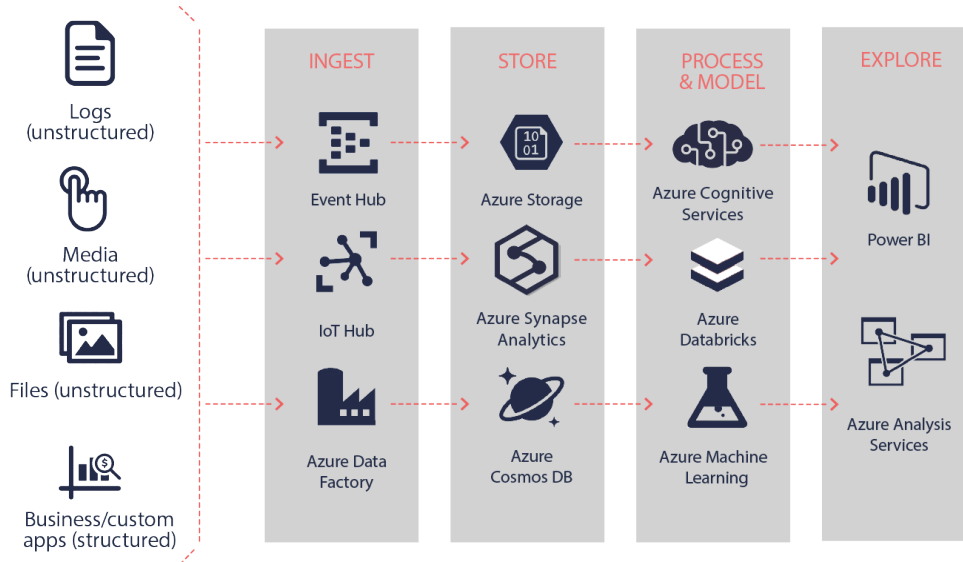 Logs
(unstructured)
Media
(unstructured)
Files (unstructured)
Business/custom
apps (structured)
INGEST
Event Hub
IoT Hub
Azure Data
Factory
STORE
10
01
Azure Storage
Azure Synapse
Analytics
Azure
Cosmos DB
PROCESS
& MODEL
Azure Cognitive
Services
Azure
Databricks
Azure Machine
Learning
EXPLORE
Power BI
Azure Analysis
Services